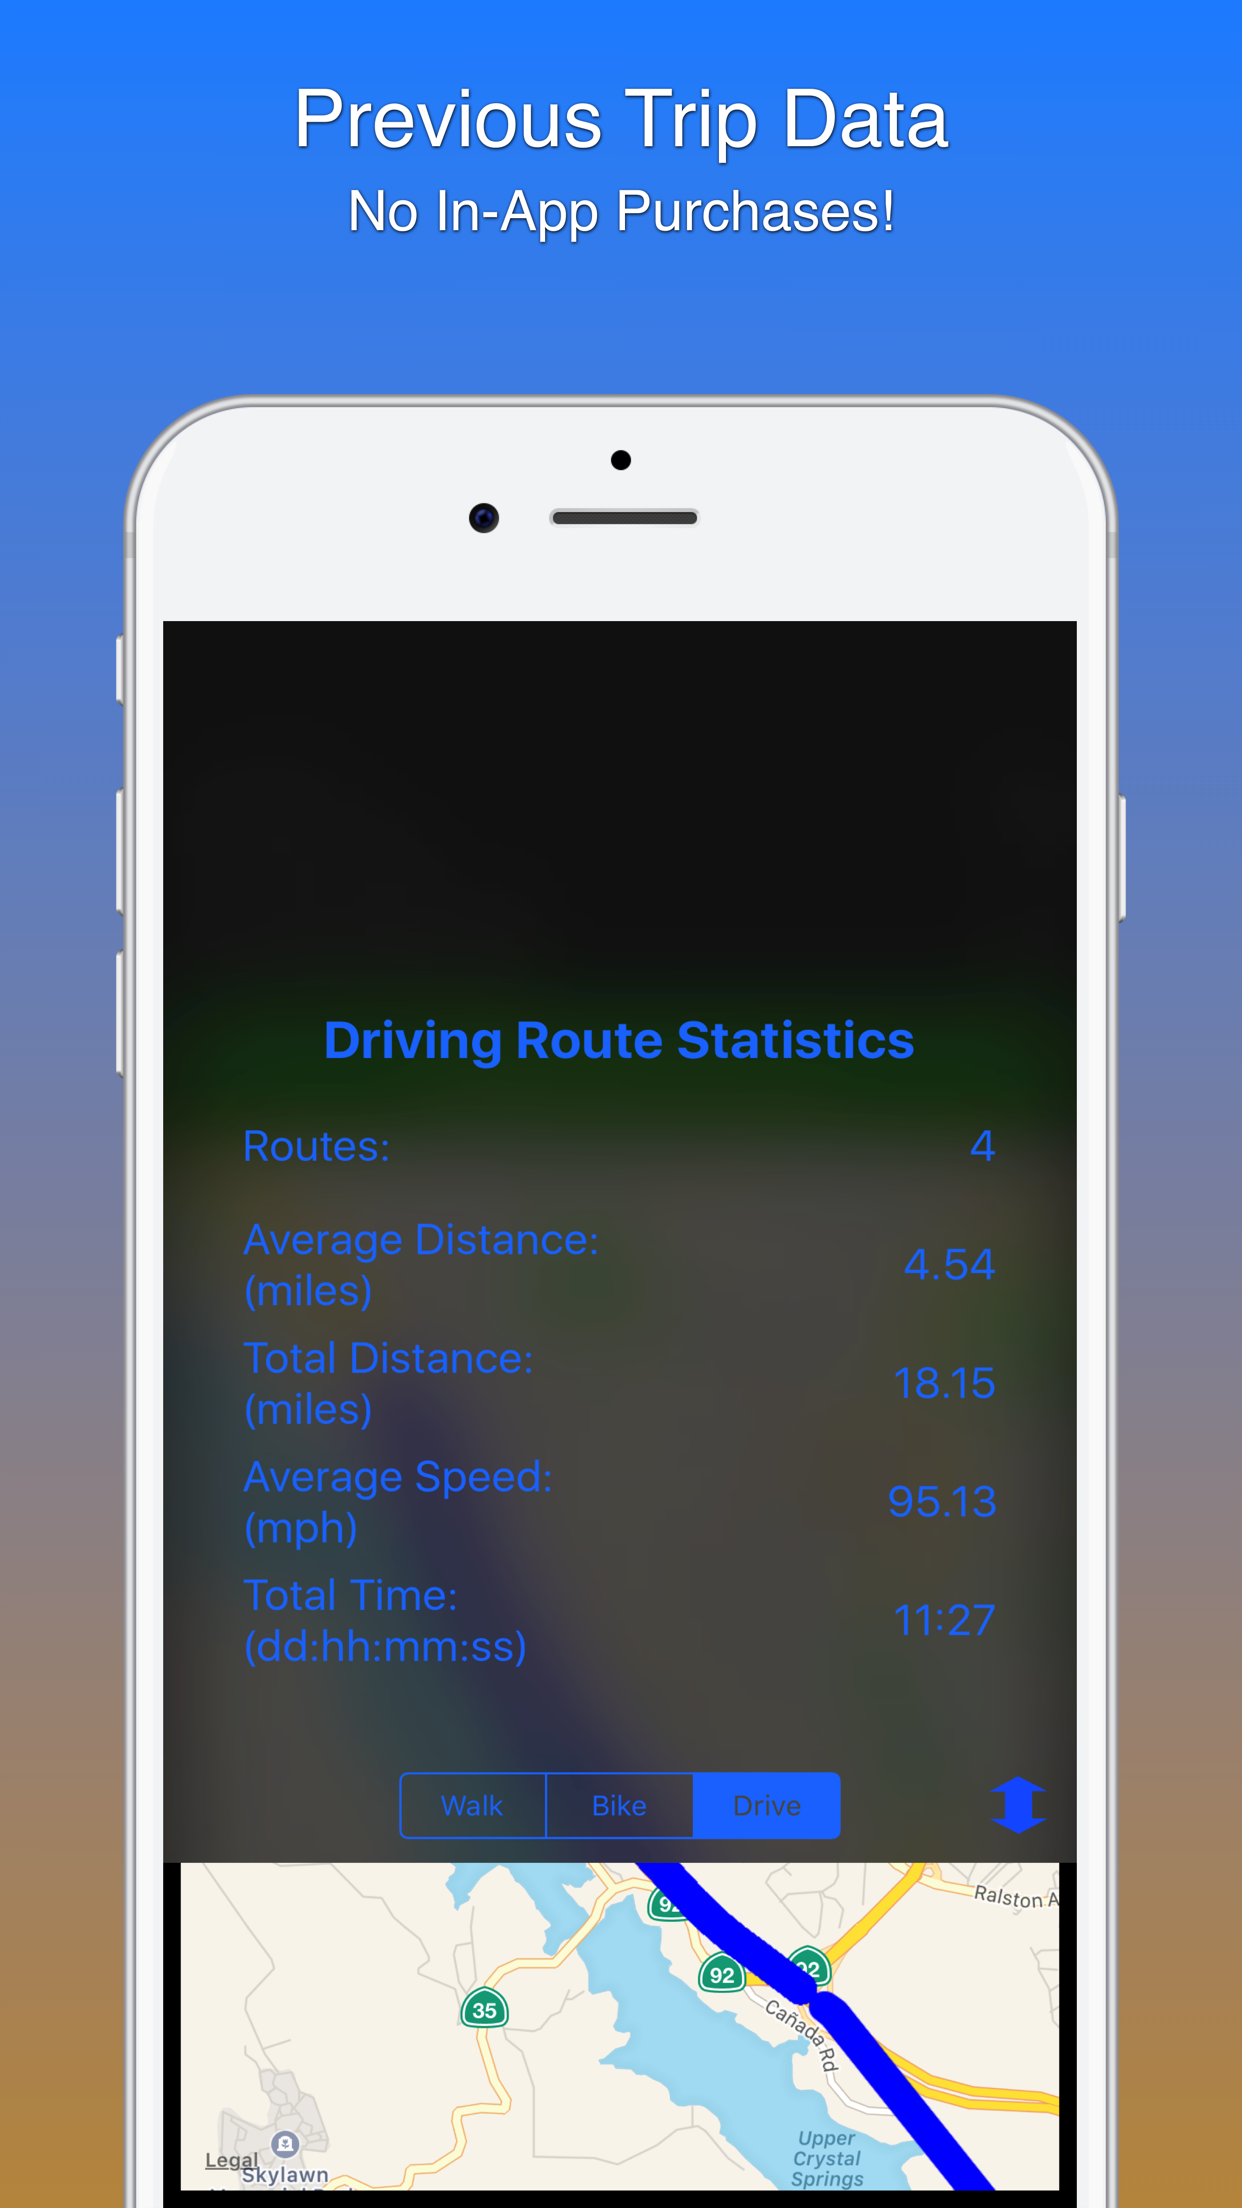 Previous Trip Data
No In-App Purchases!
Driving Route Statistics
Routes: 4
Average Distance:
(miles) 4.54
Total Distance:
(miles) 18.15
Average Speed:
(mph) 95.13
Total Time:
(dd:hh:mm:ss) 11:27
Walk Bike Drive
Ralston A
92
92
92
35
Cañada Rd
Upper
Crystal
Springs
Legal
Skylawn